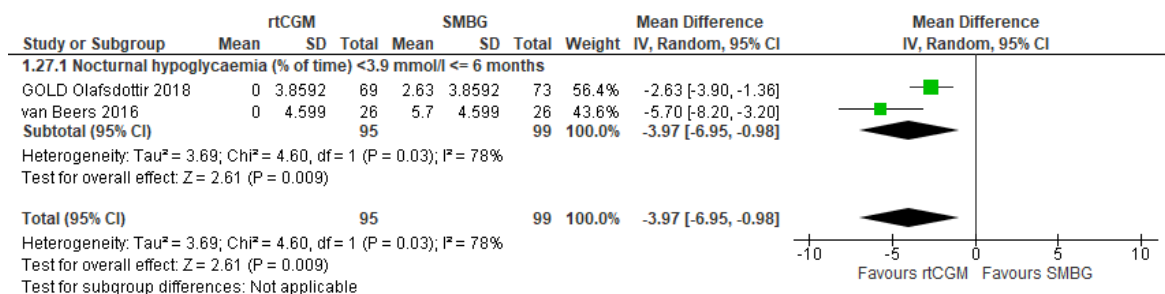 rtCGM SMBG Mean Difference Mean Difference
Study or Subgroup Mean SD Total Mean SD Total Weight IV, Random, 95% CI IV, Random, 95% CI
1.27.1 Nocturnal hypoglycaemia (% of time) <3.9 mmol/l <= 6 months
GOLD Olafsdottir 2018 0 3.8592 69 2.63 3.8592 73 56.4% -2.63 [-3.90, -1.36]
van Beers 2016 0 4.599 26 5.7 4.599 26 43.6% -5.70 [-8.20, -3.20]
Subtotal (95% CI) 95 99 100.0% -3.97 [-6.95, -0.98]
Heterogeneity: Tau² = 3.69; Chi² = 4.60, df = 1 (P = 0.03); I² = 78%
Test for overall effect: Z = 2.61 (P = 0.009)
Total (95% CI) 95 99 100.0% -3.97 [-6.95, -0.98]
Heterogeneity: Tau² = 3.69; Chi² = 4.60, df = 1 (P = 0.03); I² = 78%
Test for overall effect: Z = 2.61 (P = 0.009)
Test for subgroup differences: Not applicable
-10 -5 0 5 10
Favours rtCGM Favours SMBG